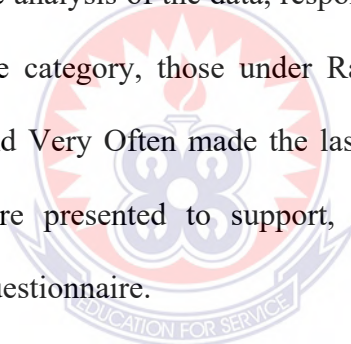 analysis of the data, respon
category, those under Ra
d Very Often made the las
re presented to support,
uestionnaire.
EDUCATION FOR SERVICE